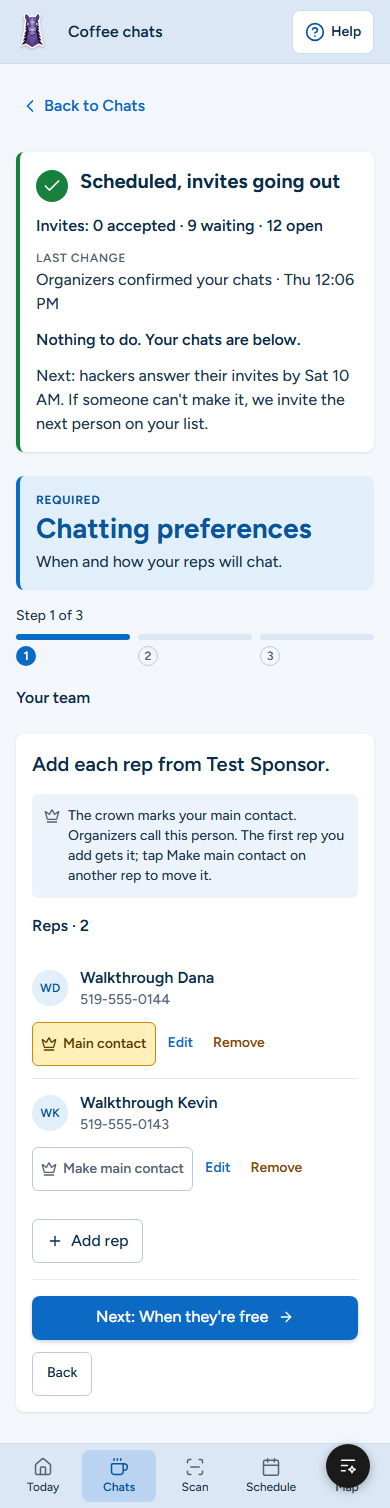 Coffee chats
Help
Back to Chats
Scheduled, invites going out
Invites: 0 accepted · 9 waiting · 12 open
LAST CHANGE
Organizers confirmed your chats · Thu 12:06
PM
Nothing to do. Your chats are below.
Next: hackers answer their invites by Sat 10
AM. If someone can't make it, we invite the
next person on your list.
REQUIRED
Chatting preferences
When and how your reps will chat.
Step 1 of 3
1
2
3
Your team
Add each rep from Test Sponsor.
The crown marks your main contact.
Organizers call this person. The first rep you
add gets it; tap Make main contact on
another rep to move it.
Reps · 2
WD
Walkthrough Dana
519-555-0144
Main contact
Edit
Remove
WK
Walkthrough Kevin
519-555-0143
Make main contact
Edit
Remove
Add rep
Next: When they're free
Back
Today
Chats
Scan
Schedule
Map